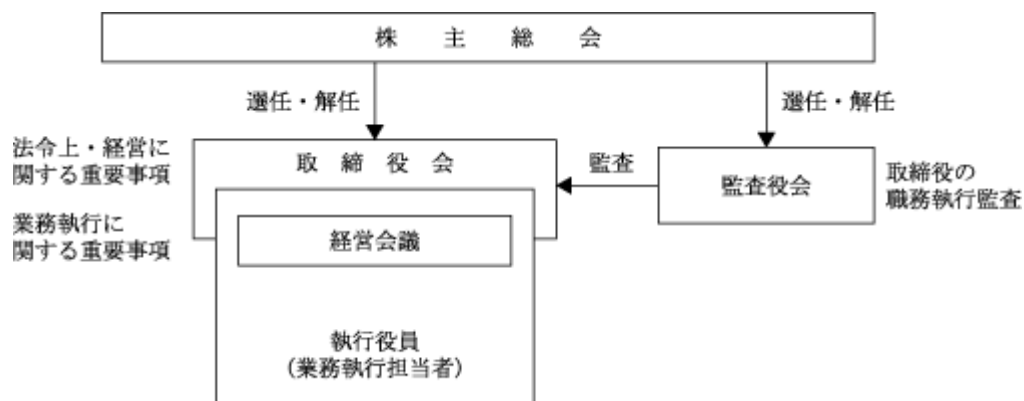 株主総会
選任・解任
選任・解任
法令上・経営に
関する重要事項
取締役会
監査
監査役会
取締役の
職務執行監査
業務執行に
関する重要事項
経営会議
執行役員
(業務執行担当者)